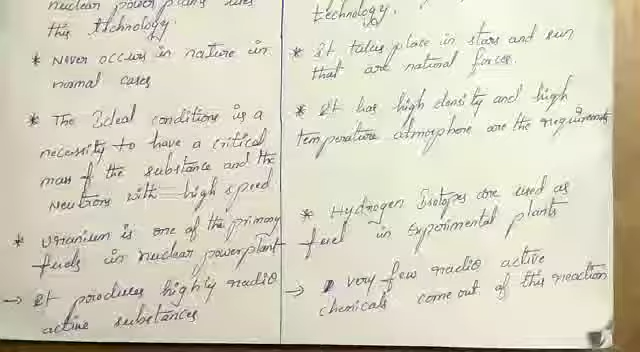 nuclear power plants uses
this technology.
* Never occurs in nature in
normal cases
* The Ideal conditions is a
necessity to have a critical
mass of the substance and the
Neutrons with high speed
* Uranium is one of the primary
fuels in nuclear powerplant
→ It produces highly radio
active substances
technology.
* It takes place in stars and sun
that are natural forces.
* It has high density and high
temperature atmosphere are the requirements
* Hydrogen Isotopes are used as
fuel in Experimental plants
→ very few radio active
chemicals come out of this reaction